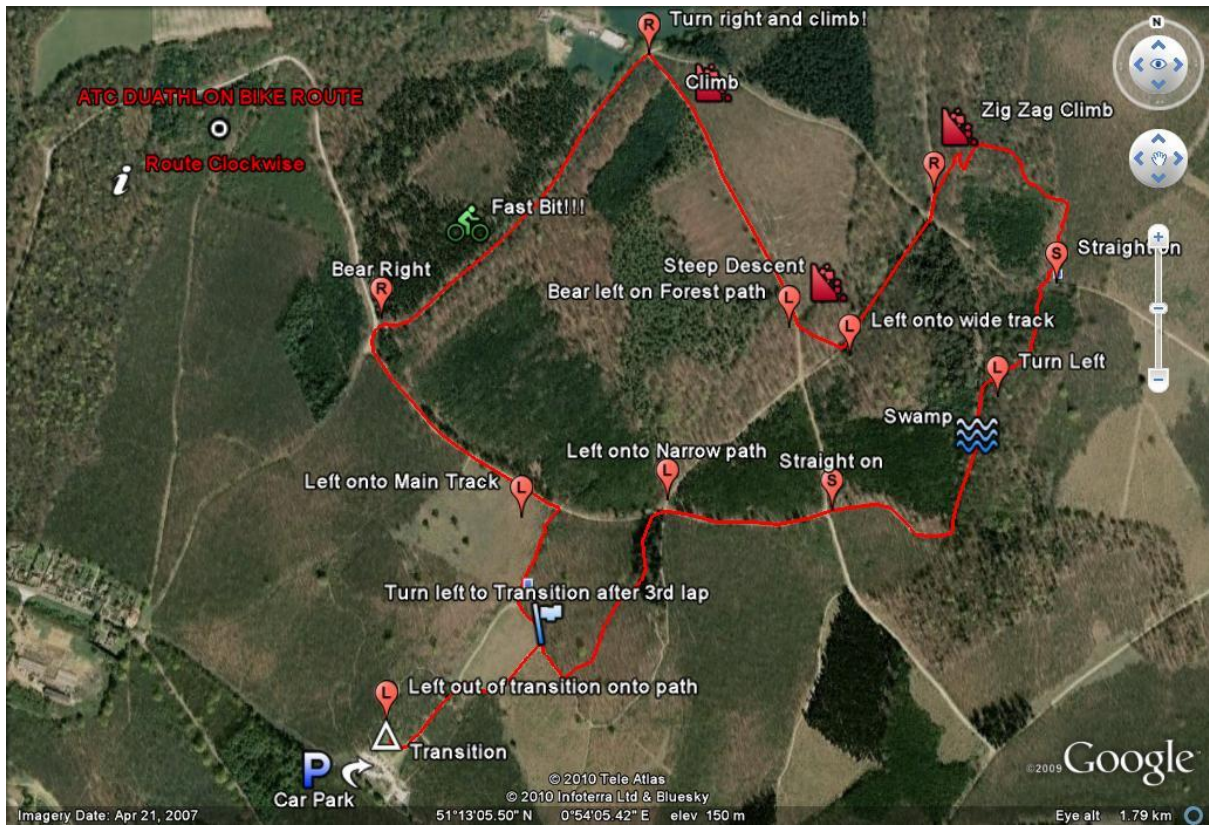 Turn right and climb!
R
N
Climb
ATC DUATHLON BIKE ROUTE
Zig Zag Climb
R
Route Clockwise
i
Fast Bit!!!
Straight on
S
Bear Right
R
Steep Descent
Bear left on Forest path
L
Left onto wide track
L
Turn Left
L
Swamp
Left onto Narrow path
L
Straight on
S
Left onto Main Track
L
Turn left to Transition after 3rd lap
Left out of transition onto path
L
Transition
P
Car Park
©2009 Google
© 2010 Tele Atlas
© 2010 Infoterra Ltd & Bluesky
Imagery Date: Apr 21, 2007
51°13'05.50" N 0°54'05.42" E elev 150 m
Eye alt 1.79 km